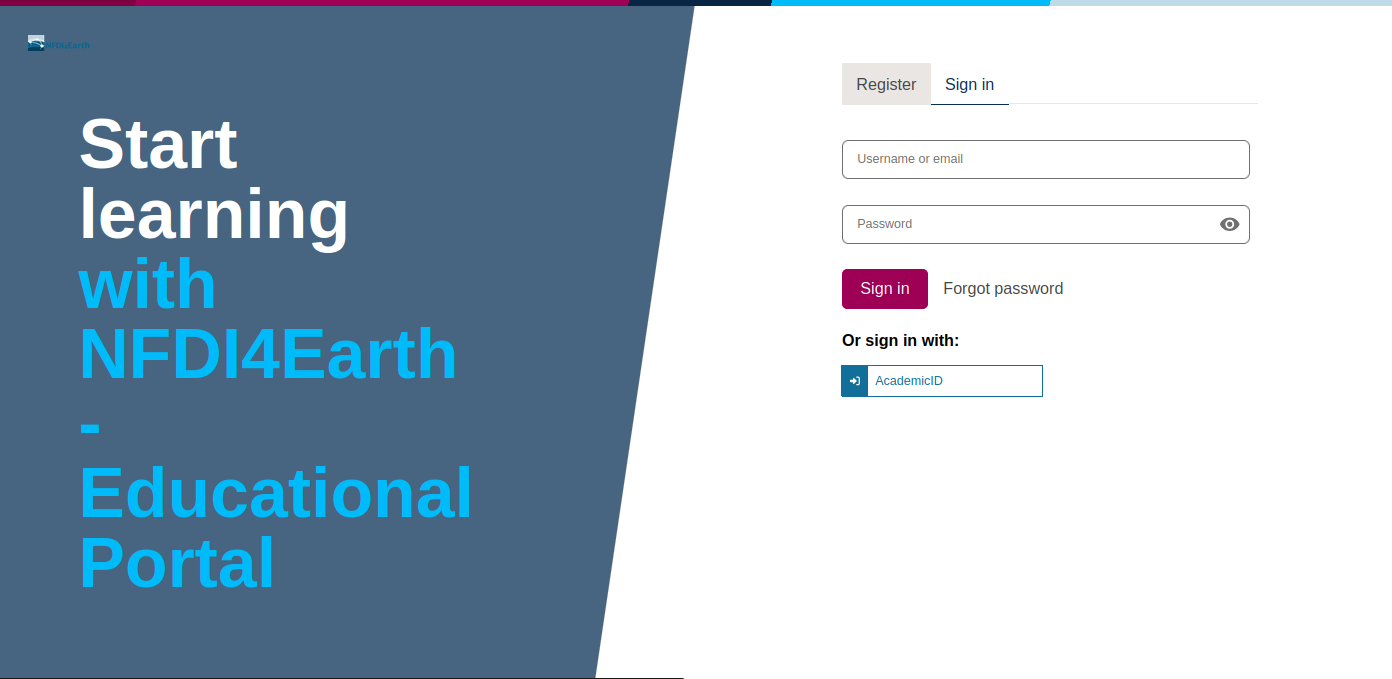 NFDI4Earth
Start
learning
with
NFDI4Earth
-
Educational
Portal
Register
Sign in
Username or email
Password
Sign in
Forgot password
Or sign in with:
AcademicID